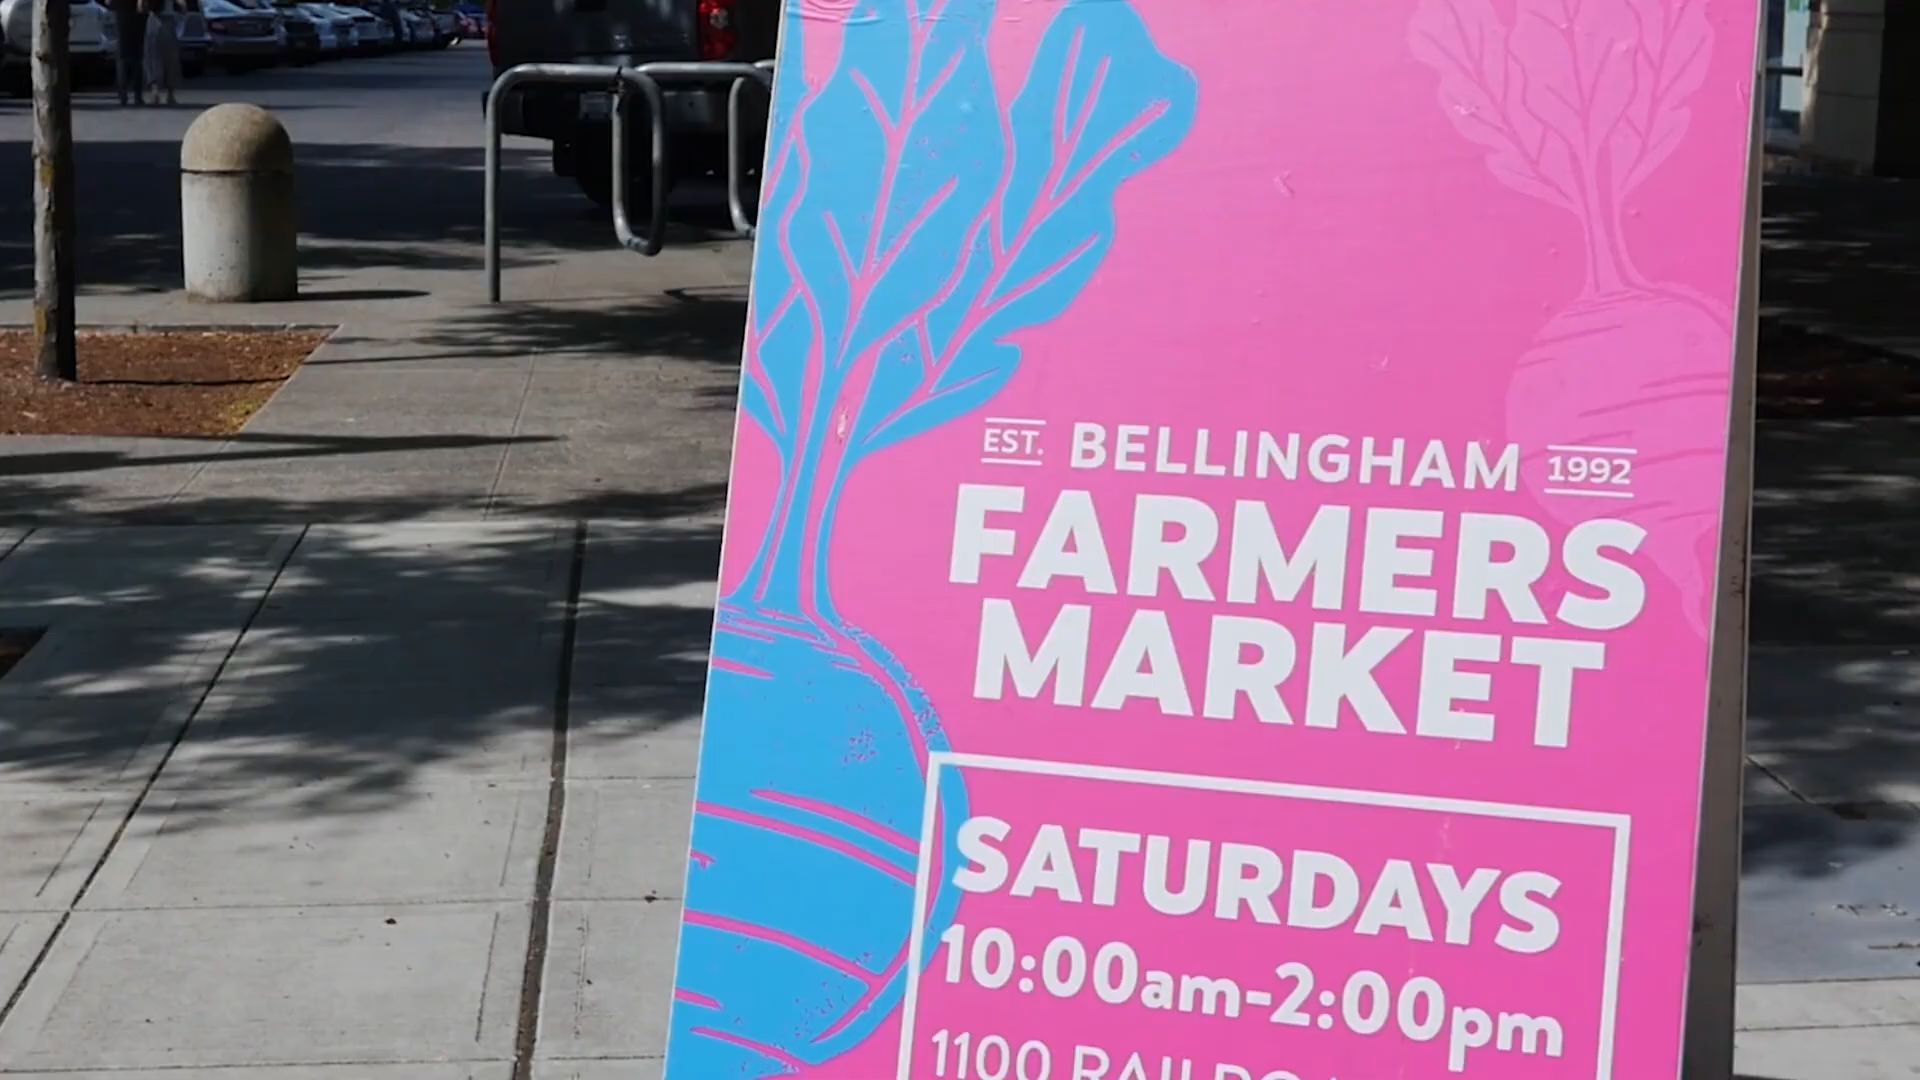 EST. BELLINGHAM 1992
FARMERS
MARKET
SATURDAYS
10:00am-2:00pm
1100